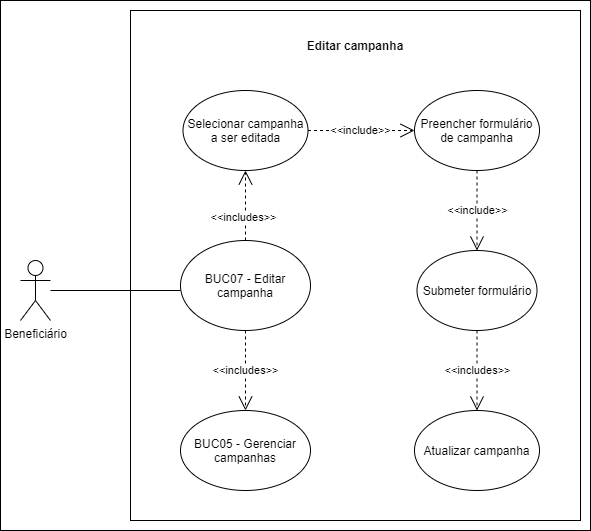 Editar campanha
Selecionar campanha
a ser editada
<<include>>
Preencher formulário
de campanha
<<includes>>
<<include>>
BUC07 - Editar
campanha
Submeter formulário
Beneficiário
<<includes>>
<<includes>>
BUC05 - Gerenciar
campanhas
Atualizar campanha